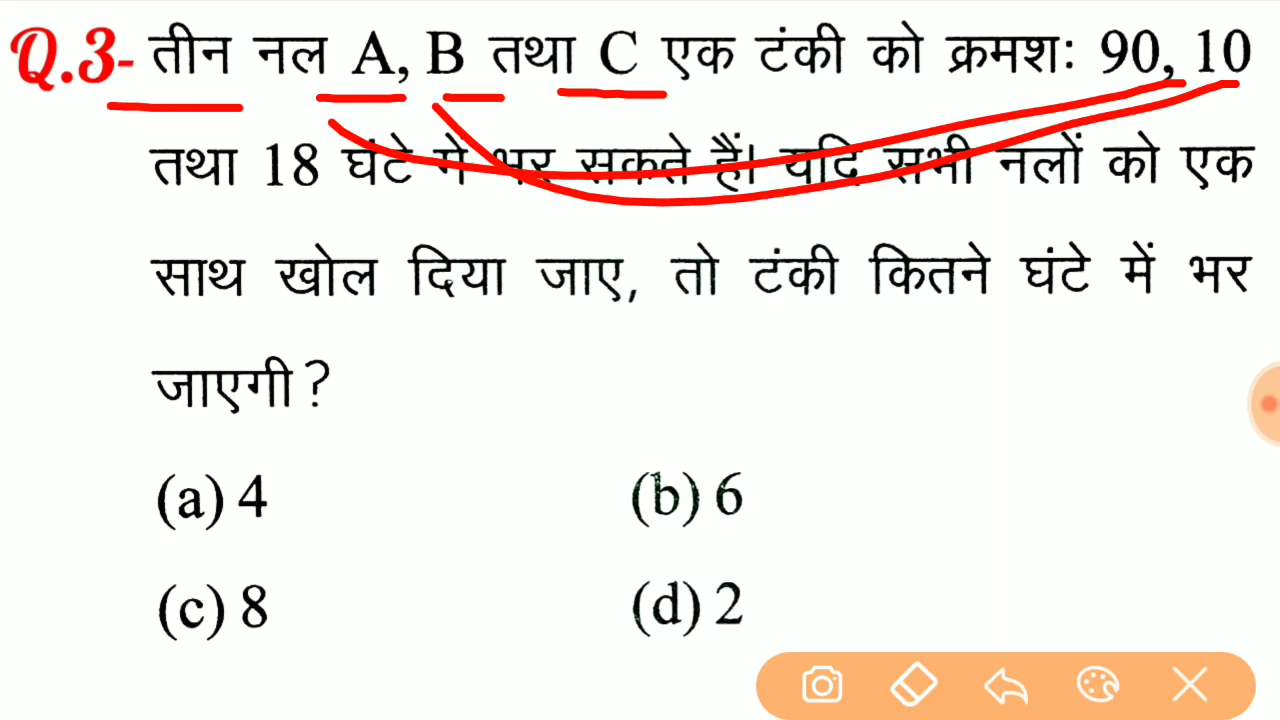 Q.3- तीन नल A, B तथा C एक टंकी को क्रमशः 90, 10
तथा 18 घंटे मे भर सकते हैं। यदि सभी नलों को एक
साथ खोल दिया जाए, तो टंकी कितने घंटे में भर
जाएगी?
(a) 4 (b) 6
(c) 8 (d) 2